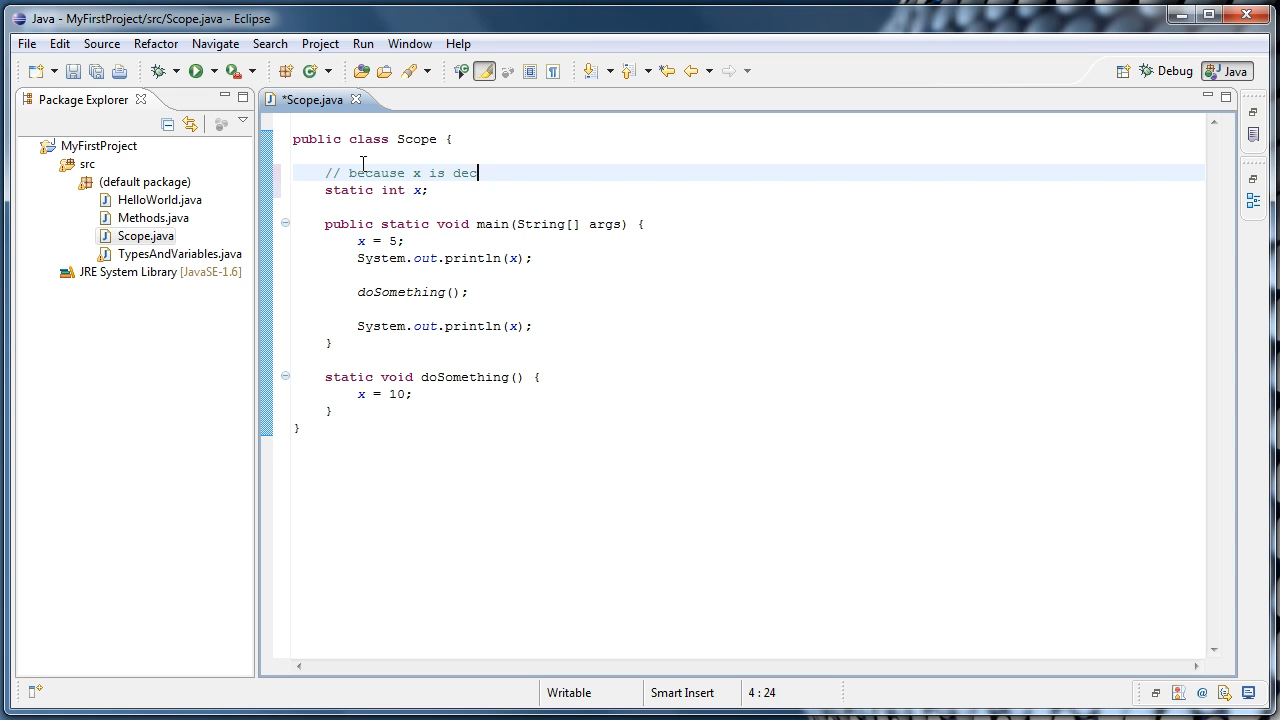 Java - MyFirstProject/src/Scope.java - Eclipse
File Edit Source Refactor Navigate Search Project Run Window Help
Debug Java
Package Explorer
*Scope.java
MyFirstProject
src
(default package)
HelloWorld.java
Methods.java
Scope.java
TypesAndVariables.java
JRE System Library [JavaSE-1.6]
public class Scope {
// because x is dec
static int x;
public static void main(String[] args) {
x = 5;
System.out.println(x);
doSomething();
System.out.println(x);
}
static void doSomething() {
x = 10;
}
}
Writable Smart Insert 4 : 24